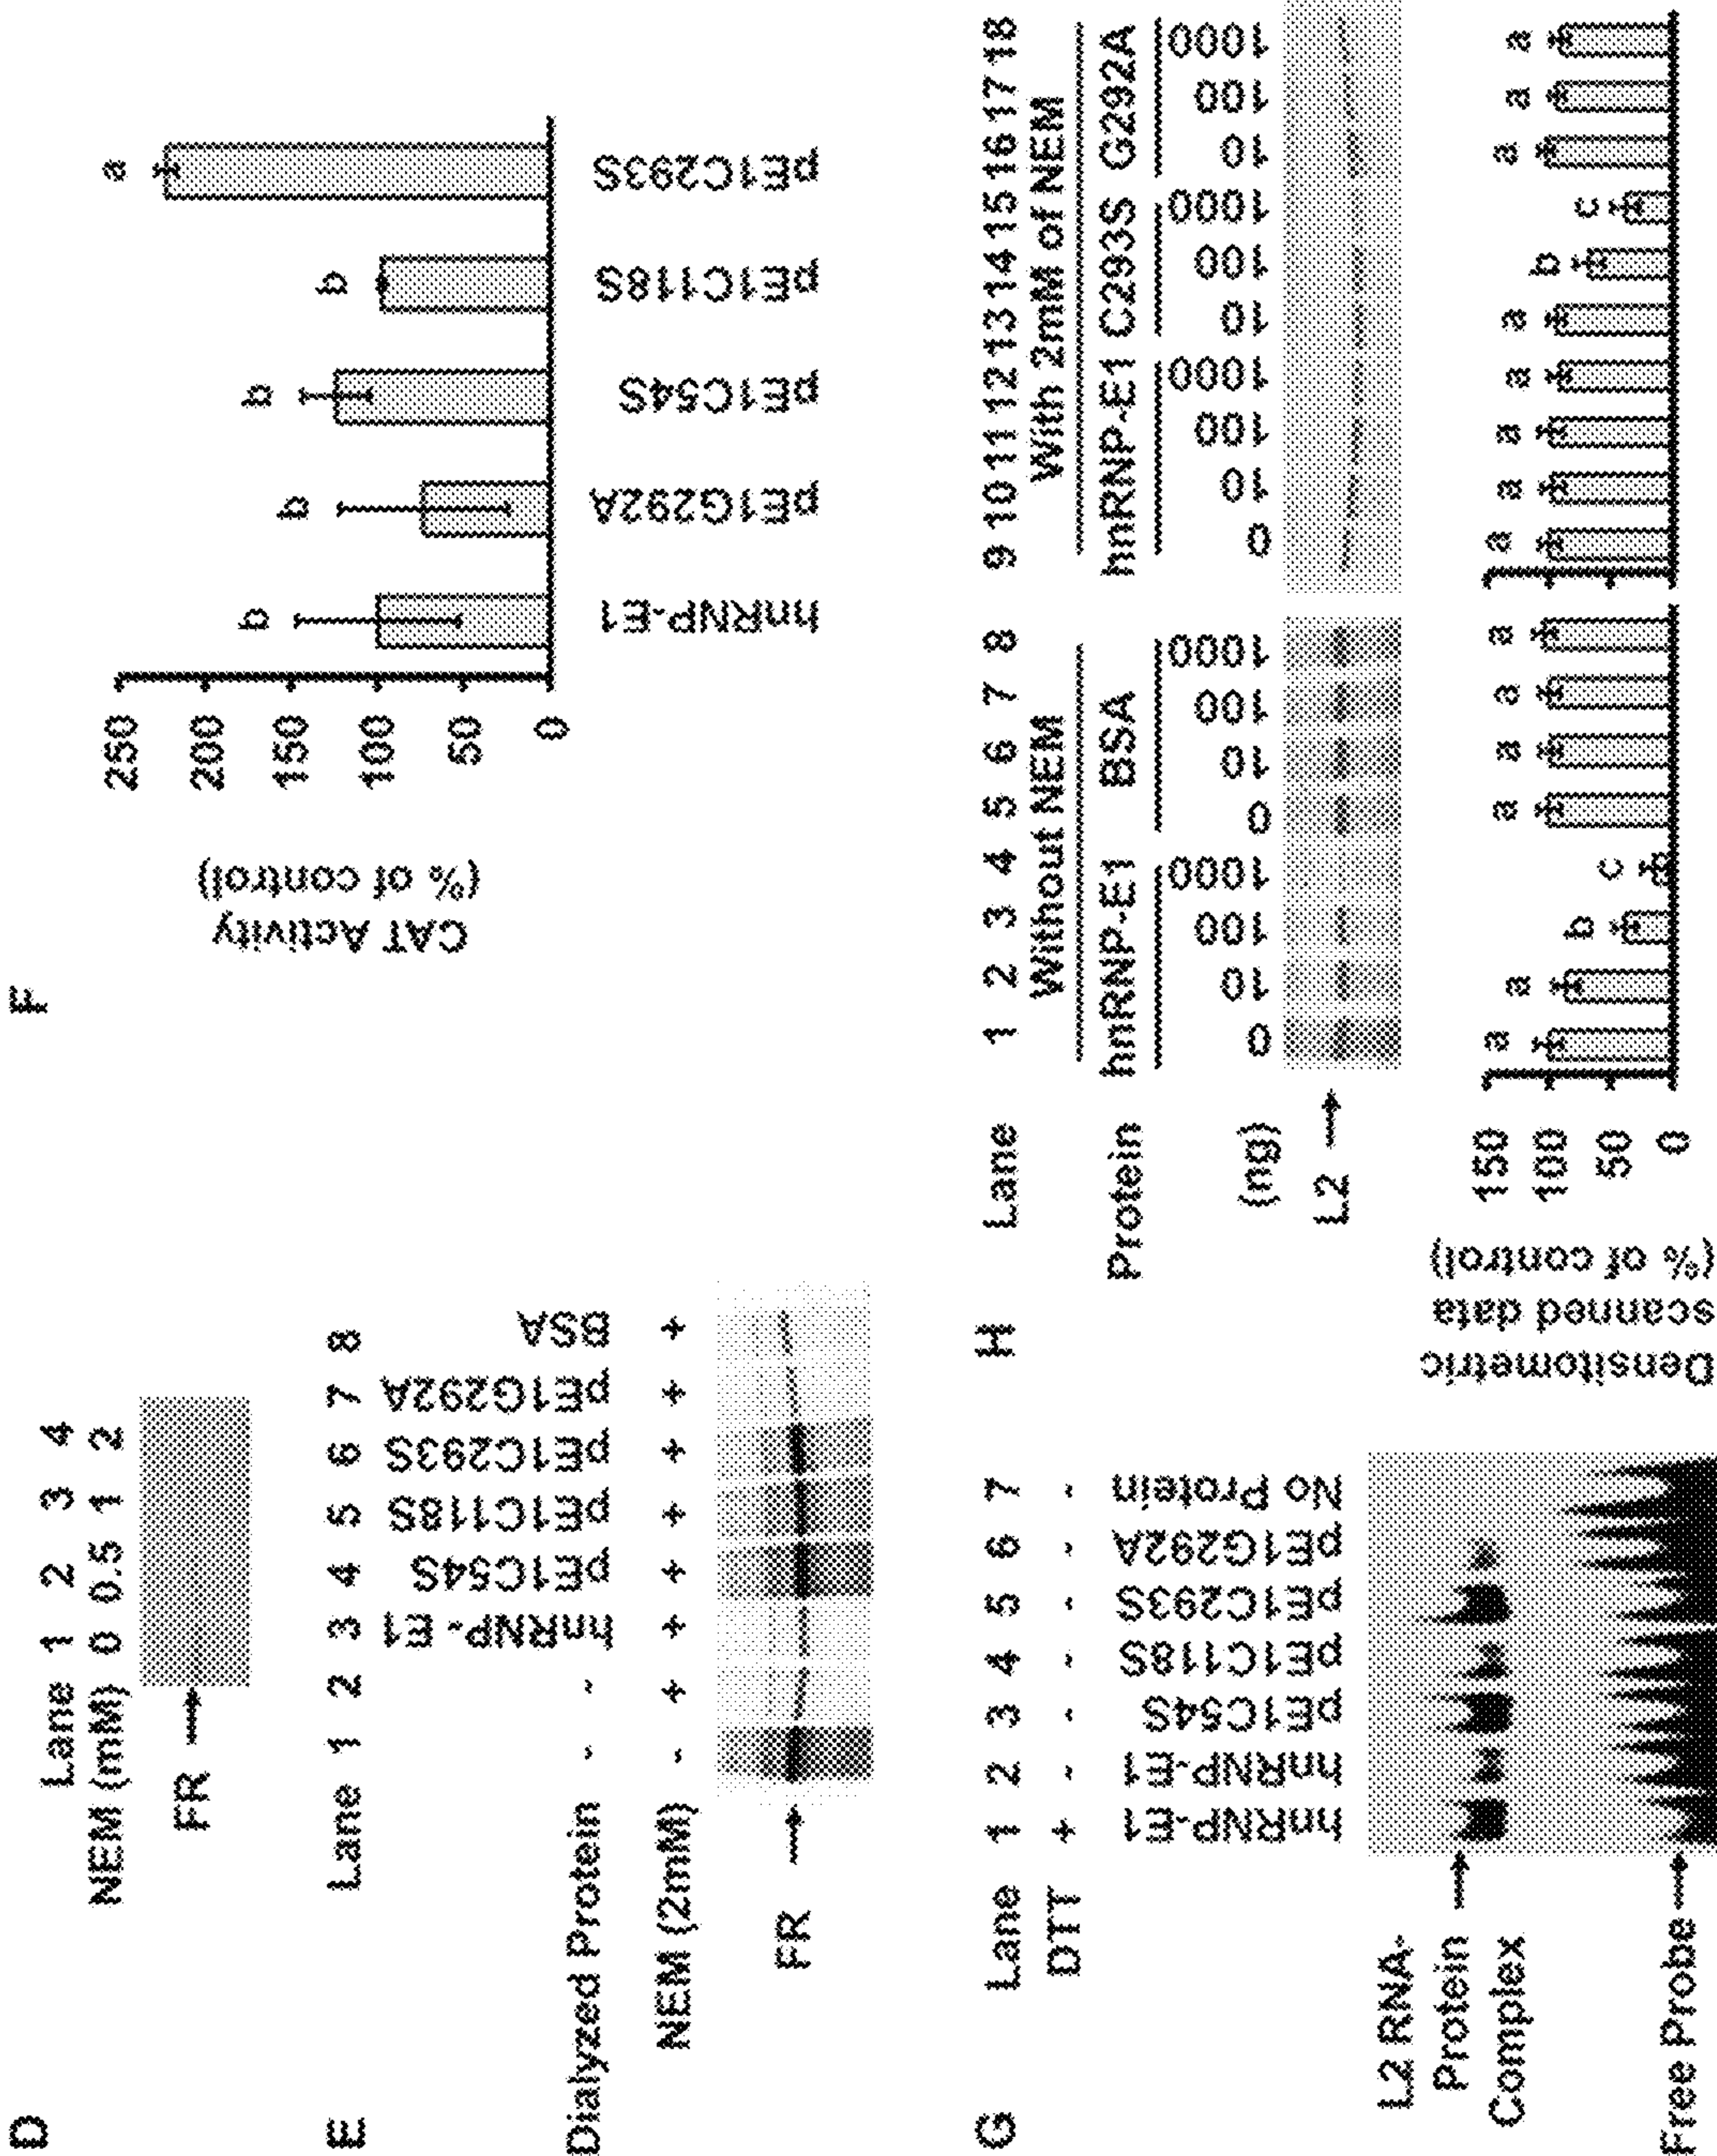 D
Lane 1 2 3 4
NEM (mM) 0 0.5 1 2
FR
E
Lane 1 2 3 4 5 6 7 8
Dialyzed Protein - - hnRNP-E1 pE1C54S pE1C118S pE1C293S pE1G292A BSA
NEM (2mM) - + + + + + + +
FR
F
CAT Activity
(% of control)
250
200
150
100
50
0
b b b b a
hnRNP-E1 pE1G292A pE1C54S pE1C118S pE1C293S
G
Lane 1 2 3 4 5 6 7
DTT + - - - - - -
hnRNP-E1 hnRNP-E1 pE1C54S pE1C118S pE1C293S pE1G292A No Protein
L2 RNA-
Protein
Complex
Free Probe
H
Lane 1 2 3 4 5 6 7 8 9 10 11 12 13 14 15 16 17 18
Without NEM With 2mM of NEM
Protein hnRNP-E1 BSA hnRNP-E1 C293S G292A
(ng) 0 10 100 1000 0 10 100 1000 0 10 100 1000 10 100 1000 10 100 1000
L2
Densitometric
scanned data
(% of control)
150
100
50
0
a a b c a a a a a a a a a b c a a a